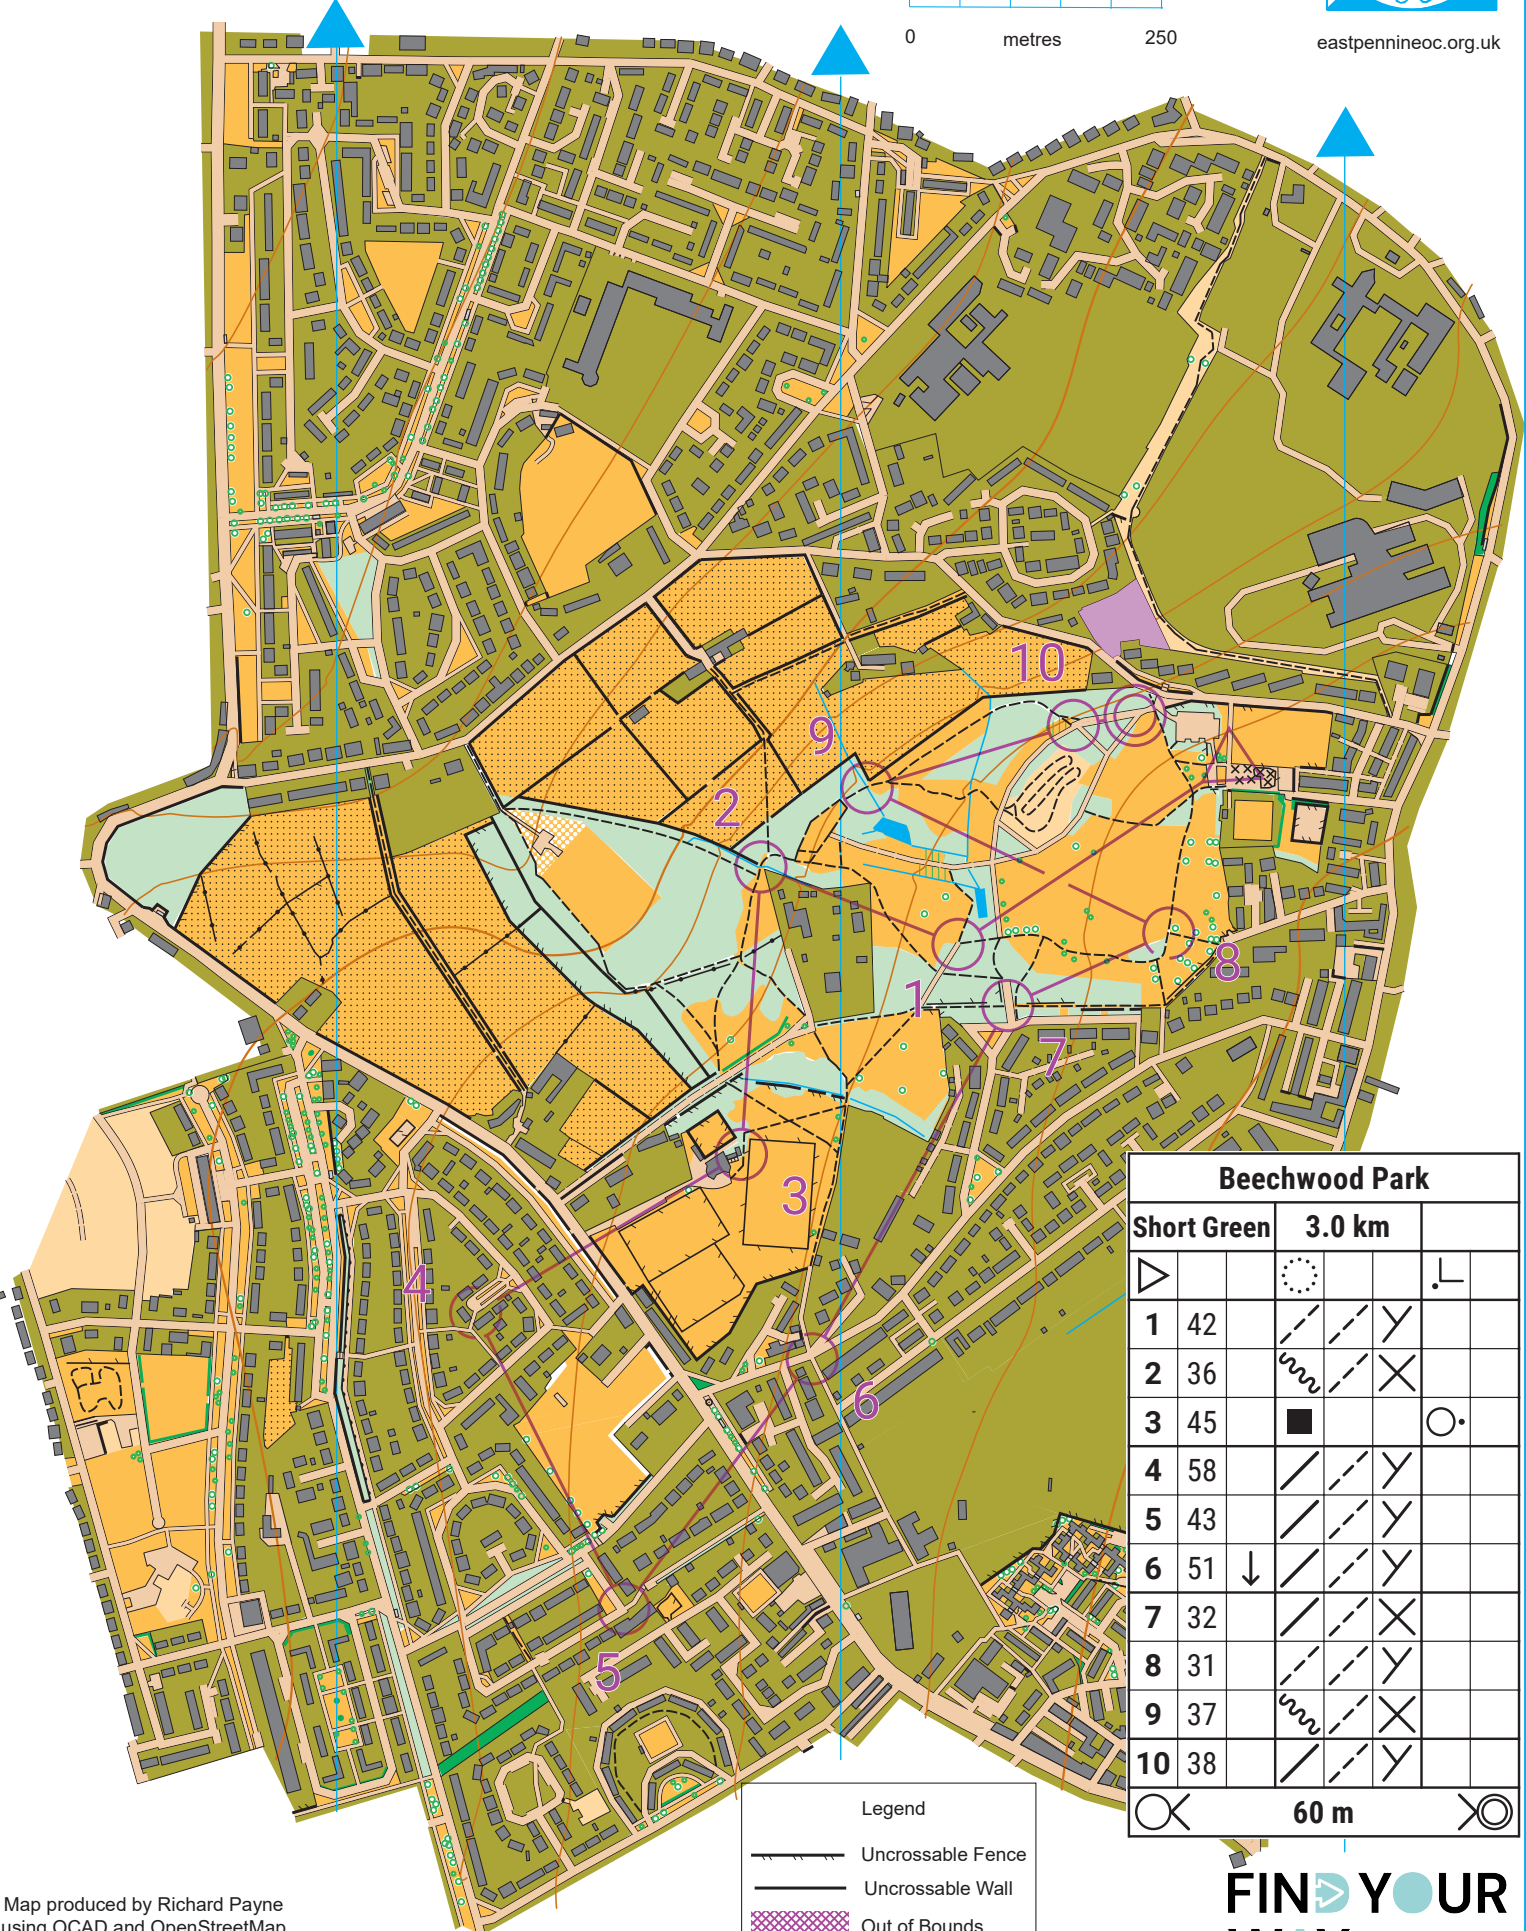 0 metres 250
eastpennineoc.org.uk
10
9
2
8
1
7
3
4
6
5
Beechwood Park
Short Green 3.0 km
1 42
2 36
3 45
4 58
5 43
6 51
7 32
8 31
9 37
10 38
60 m
Legend
Uncrossable Fence
Uncrossable Wall
Out of Bounds
Map produced by Richard Payne
using OCAD and OpenStreetMap
FIND YOUR
WAY